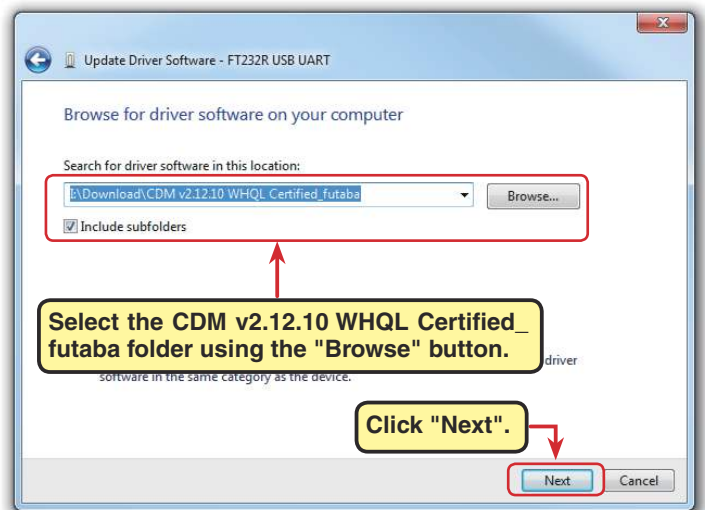 Update Driver Software - FT232R USB UART
Browse for driver software on your computer
Search for driver software in this location:
I:\Download\CDM v2.12.10 WHQL Certified_futaba
Browse...
Include subfolders
Select the CDM v2.12.10 WHQL Certified_
futaba folder using the "Browse" button.
driver
software in the same category as the device.
Click "Next".
Next
Cancel